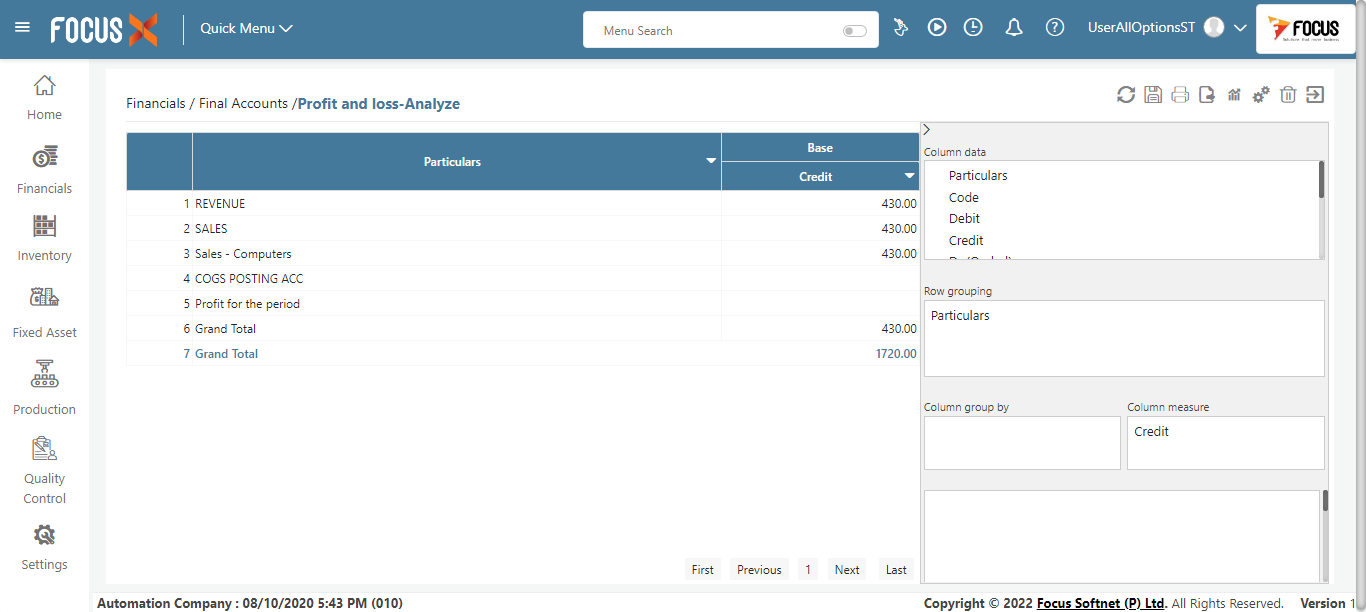 FOCUS X
Quick Menu
Menu Search
UserAllOptionsST
FOCUS
Home
Financials
Inventory
Fixed Asset
Production
Quality
Control
Settings
Financials / Final Accounts /Profit and loss-Analyze
Particulars
Base
Credit
1 REVENUE 430.00
2 SALES 430.00
3 Sales - Computers 430.00
4 COGS POSTING ACC
5 Profit for the period
6 Grand Total 430.00
7 Grand Total 1720.00
First Previous 1 Next Last
Column data
Particulars
Code
Debit
Credit
Row grouping
Particulars
Column group by
Column measure
Credit
Automation Company : 08/10/2020 5:43 PM (010)
Copyright © 2022 Focus Softnet (P) Ltd. All Rights Reserved. Version 1